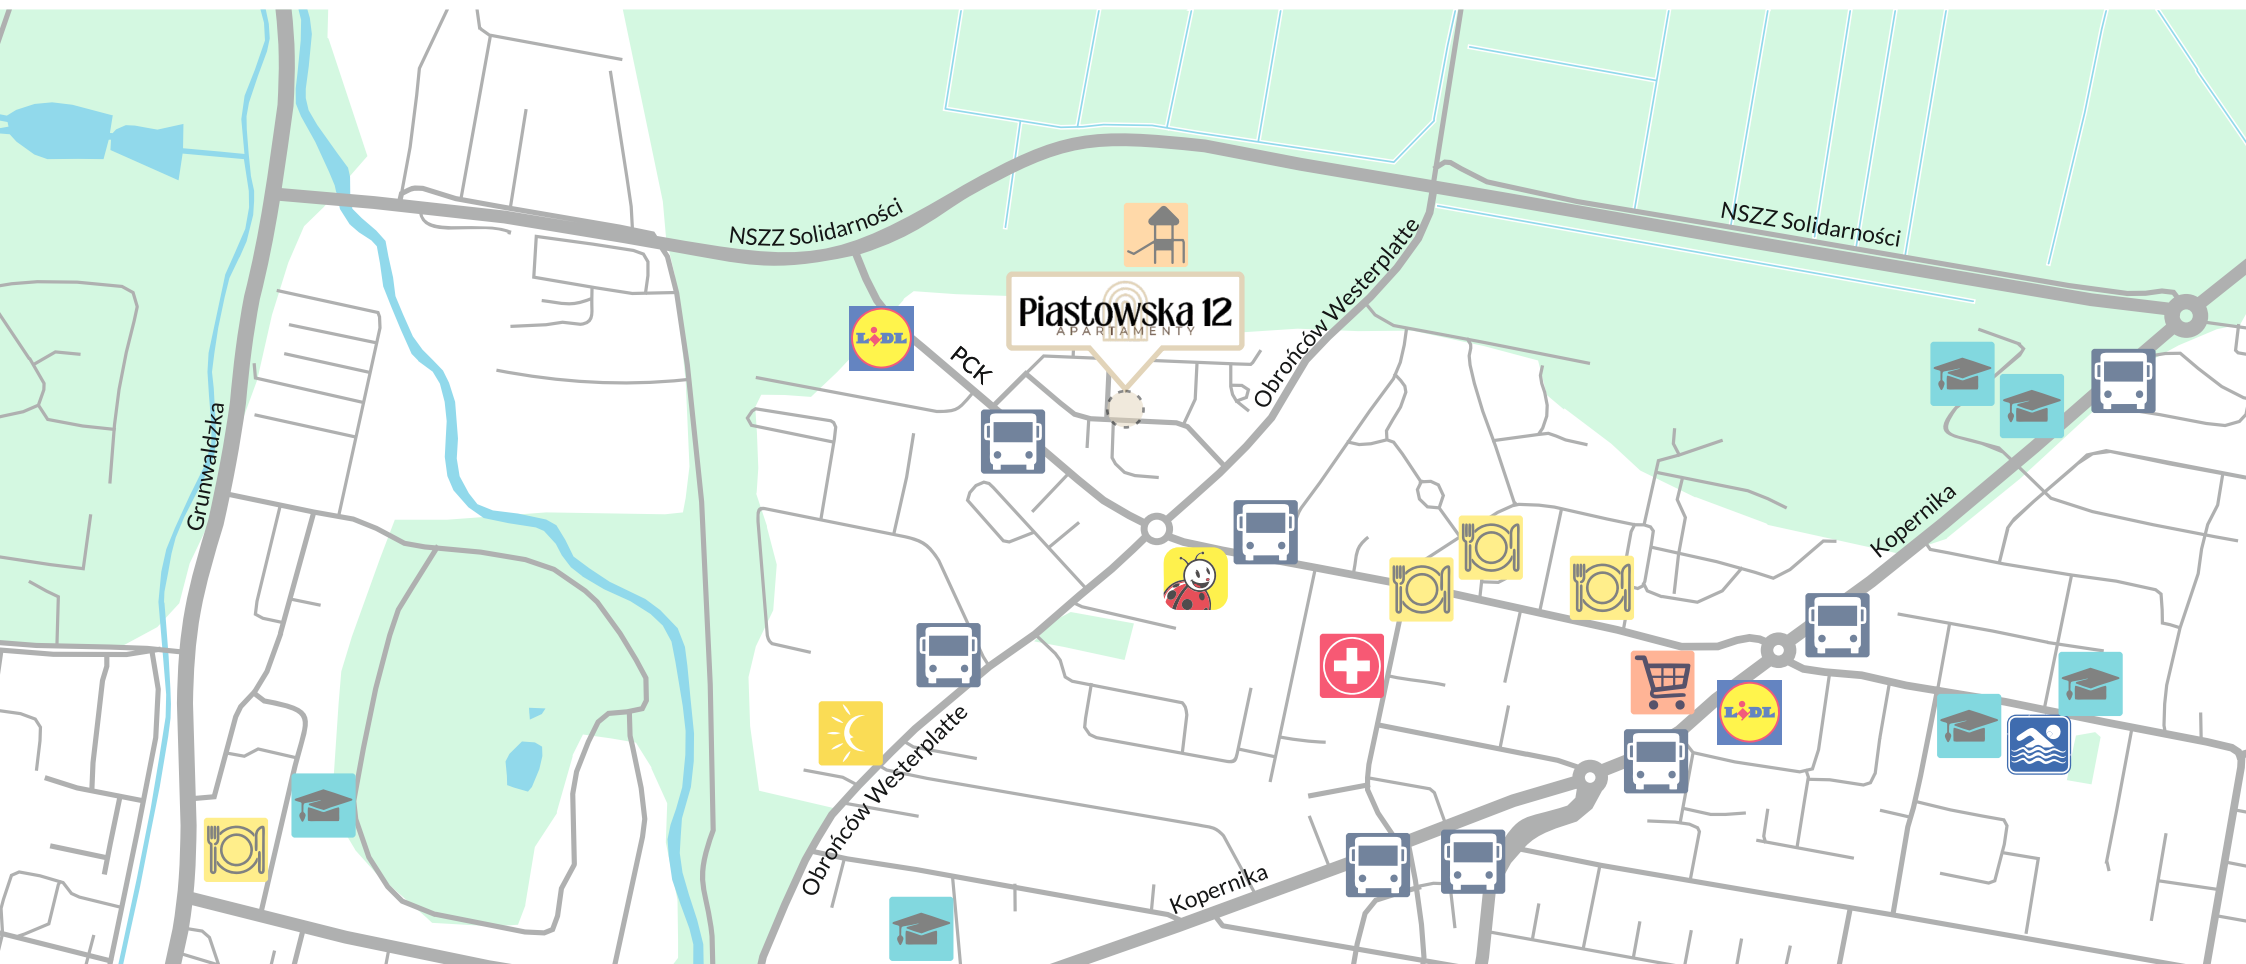 NSZZ Solidarności
NSZZ Solidarności
Obrońców Westerplatte
Piastowska 12
APARTAMENTY
LIDL
PCK
Grunwaldzka
Kopernika
LIDL
Obrońców Westerplatte
Kopernika